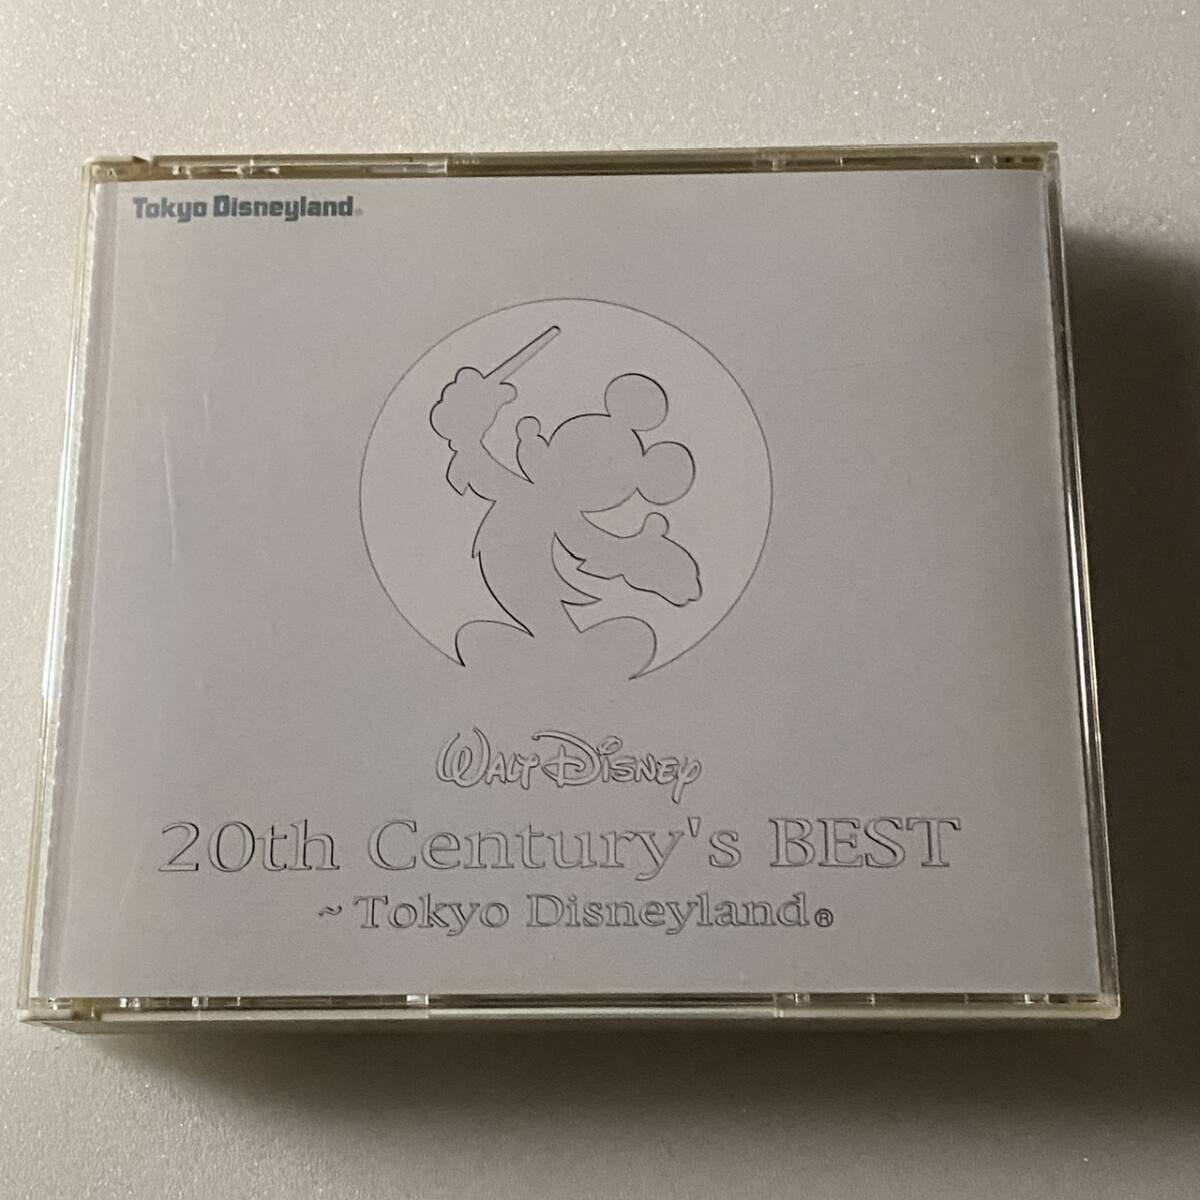 Tokyo Disneyland®
WALT DISNEY
20th Century's BEST
~Tokyo Disneyland®